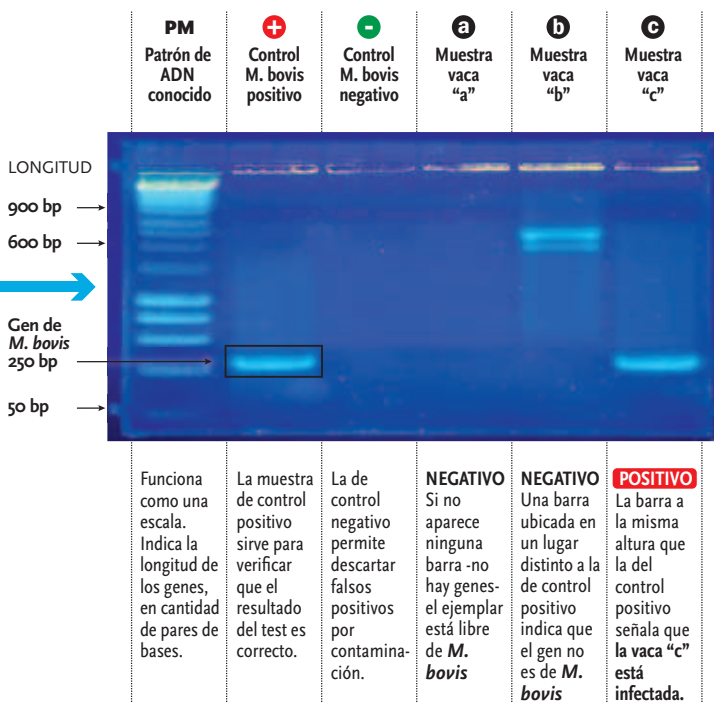 PM
Patrón de
ADN
conocido
+
Control
M. bovis
positivo
-
Control
M. bovis
negativo
a
Muestra
vaca
“a”
b
Muestra
vaca
“b”
c
Muestra
vaca
“c”
LONGITUD
900 bp
600 bp
Gen de
M. bovis
250 bp
50 bp
Funciona
como una
escala.
Indica la
longitud de
los genes,
en cantidad
de pares de
bases.
La muestra
de control
positivo
sirve para
verificar
que el
resultado
del test es
correcto.
La de
control
negativo
permite
descartar
falsos
positivos
por
contamina-
ción.
NEGATIVO
Si no
aparece
ninguna
barra -no
hay genes-
el ejemplar
está libre
de M.
bovis
NEGATIVO
Una barra
ubicada en
un lugar
distinto a la
de control
positivo
indica que
el gen no
es de M.
bovis
POSITIVO
La barra a
la misma
altura que
la del
control
positivo
señala que
la vaca “c”
está
infectada.